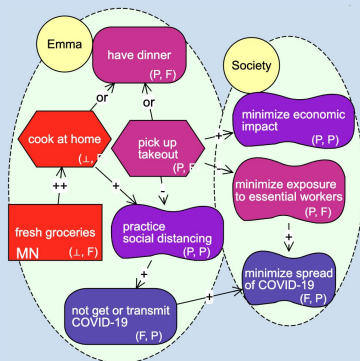 Emma
have dinner
(P, F)
Society
or
or
cook at home
(⊥, F
pick up
takeout
(P, F
+
minimize economic
impact
(P, P)
++
+
-
-
minimize exposure
to essential workers
(P, F)
fresh groceries
MN
(⊥, F)
practice
social distancing
(P, P)
+
+
not get or transmit
COVID-19
(F, P)
+
minimize spread
of COVID-19
(F, P)